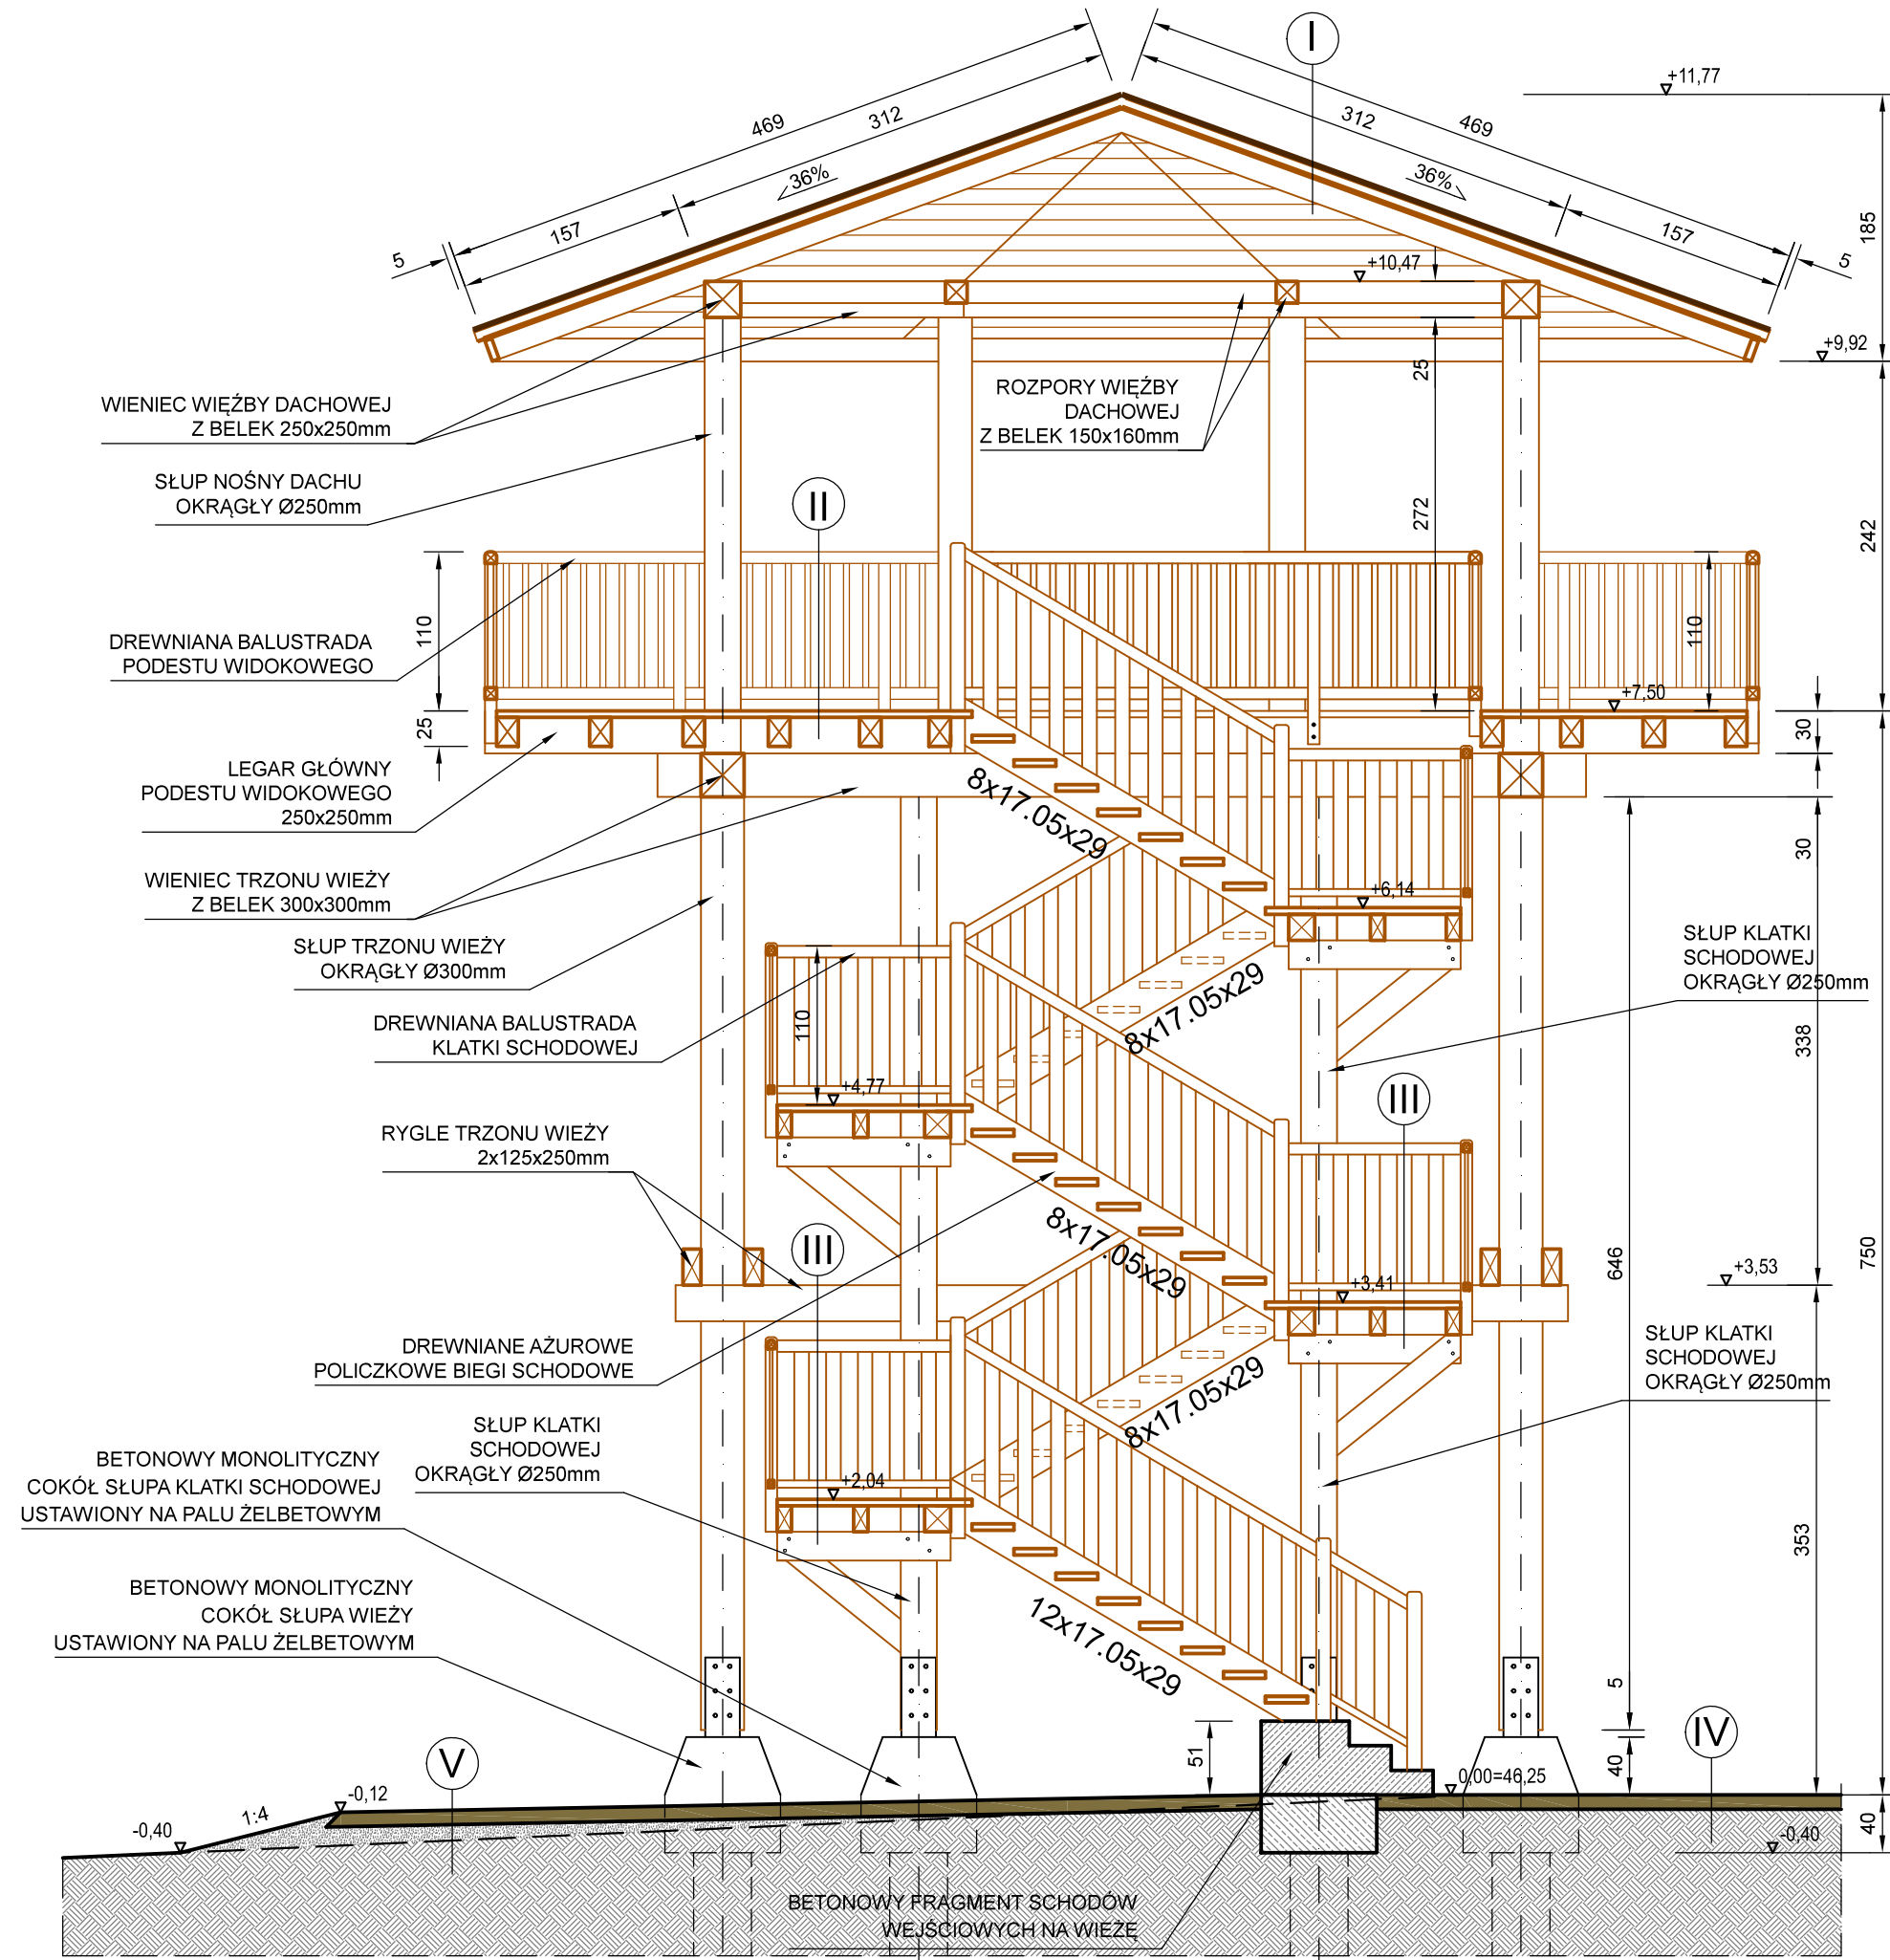 I
+11,77
469
312
312
469
36%
36%
157
157
5
5
185
+10,47
+9,92
25
WIENIEC WIĘŹBY DACHOWEJ
Z BELEK 250x250mm
ROZPORY WIĘŹBY
DACHOWEJ
Z BELEK 150x160mm
SŁUP NOŚNY DACHU
OKRĄGŁY Ø250mm
II
272
242
110
110
DREWNIANA BALUSTRADA
PODESTU WIDOKOWEGO
+7,50
25
30
LEGAR GŁÓWNY
PODESTU WIDOKOWEGO
250x250mm
8x17.05x29
30
WIENIEC TRZONU WIEŻY
Z BELEK 300x300mm
+6,14
SŁUP TRZONU WIEŻY
OKRĄGŁY Ø300mm
SŁUP KLATKI
SCHODOWEJ
OKRĄGŁY Ø250mm
8x17.05x29
DREWNIANA BALUSTRADA
KLATKI SCHODOWEJ
110
338
+4,77
III
RYGLE TRZONU WIEŻY
2x125x250mm
8x17.05x29
III
646
750
+3,53
+3,41
DREWNIANE AŻUROWE
POLICZKOWE BIEGI SCHODOWE
SŁUP KLATKI
SCHODOWEJ
OKRĄGŁY Ø250mm
8x17.05x29
SŁUP KLATKI
SCHODOWEJ
OKRĄGŁY Ø250mm
BETONOWY MONOLITYCZNY
COKÓŁ SŁUPA KLATKI SCHODOWEJ
USTAWIONY NA PALU ŻELBETOWYM
+2,04
353
BETONOWY MONOLITYCZNY
COKÓŁ SŁUPA WIEŻY
USTAWIONY NA PALU ŻELBETOWYM
12x17.05x29
5
V
51
40
IV
0,00=46,25
-0,12
1:4
-0,40
40
-0,40
BETONOWY FRAGMENT SCHODÓW
WEJŚCIOWYCH NA WIEŻĘ